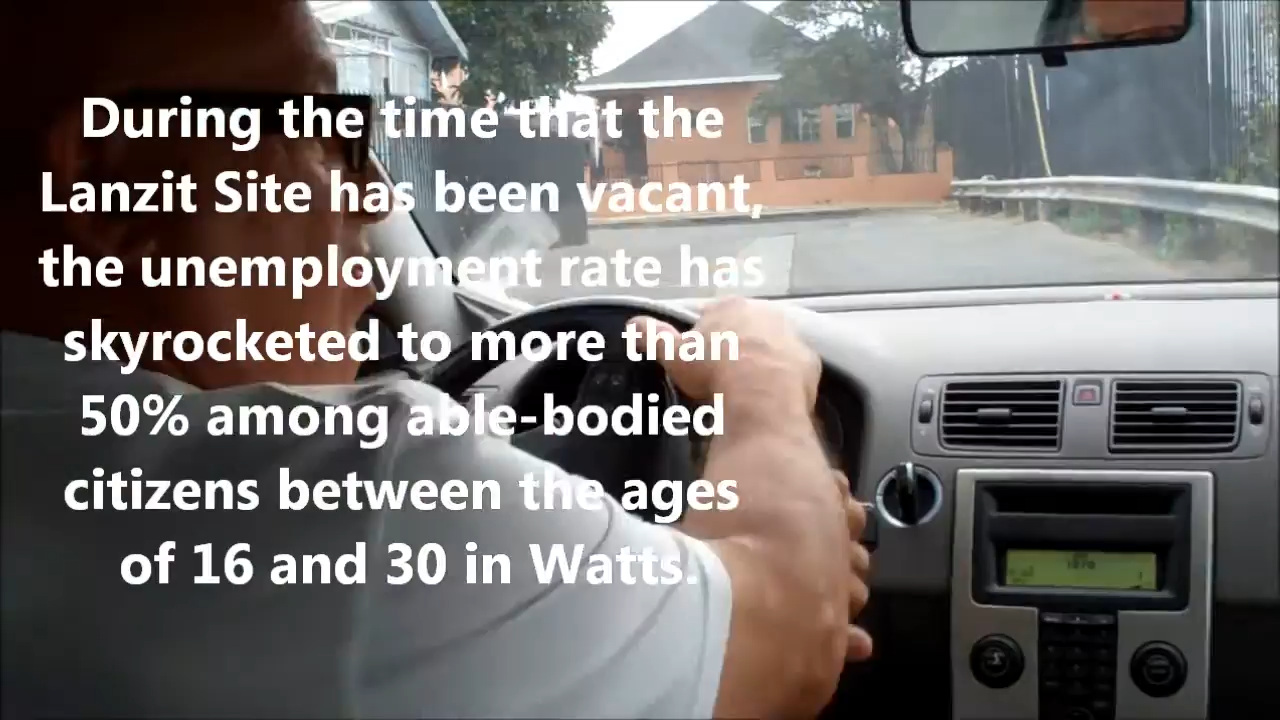 During the time that the
Lanzit Site has been vacant,
the unemployment rate has
skyrocketed to more than
50% among able-bodied
citizens between the ages
of 16 and 30 in Watts.